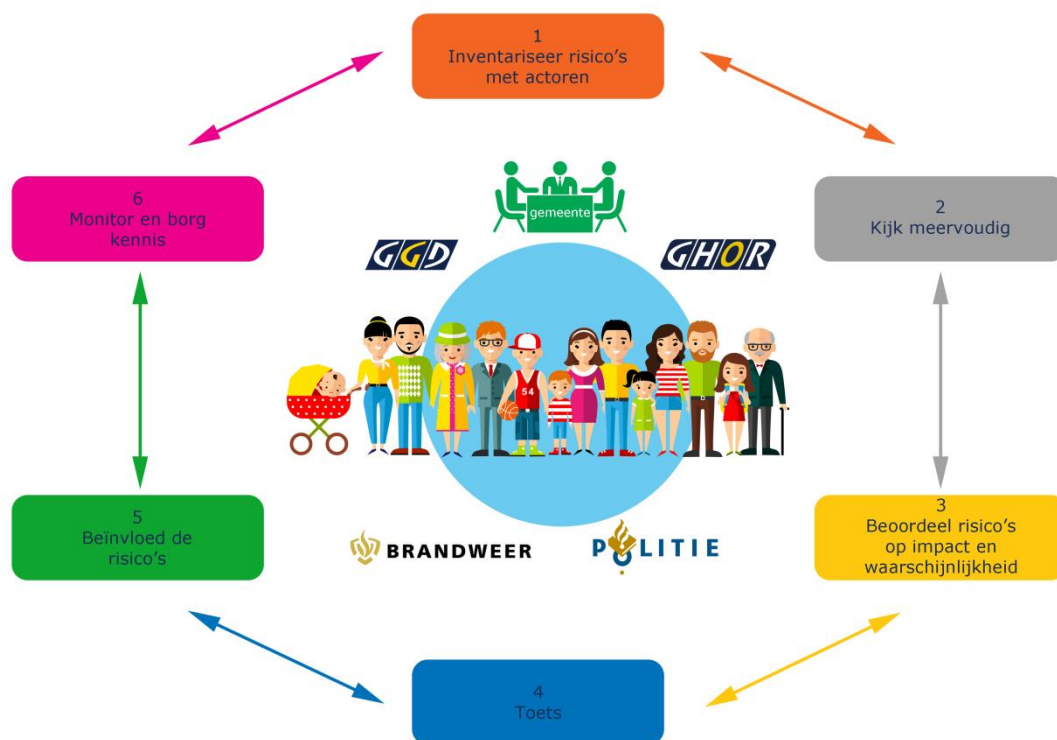 1
Inventariseer risico's
met actoren
6
Monitor en borg
kennis
gemeente
2
Kijk meervoudig
GGD
GHOR
54
5
Beïnvloed de
risico's
3
Beoordeel risico's
op impact en
waarschijnlijkheid
BRANDWEER
POLITIE
4
Toets